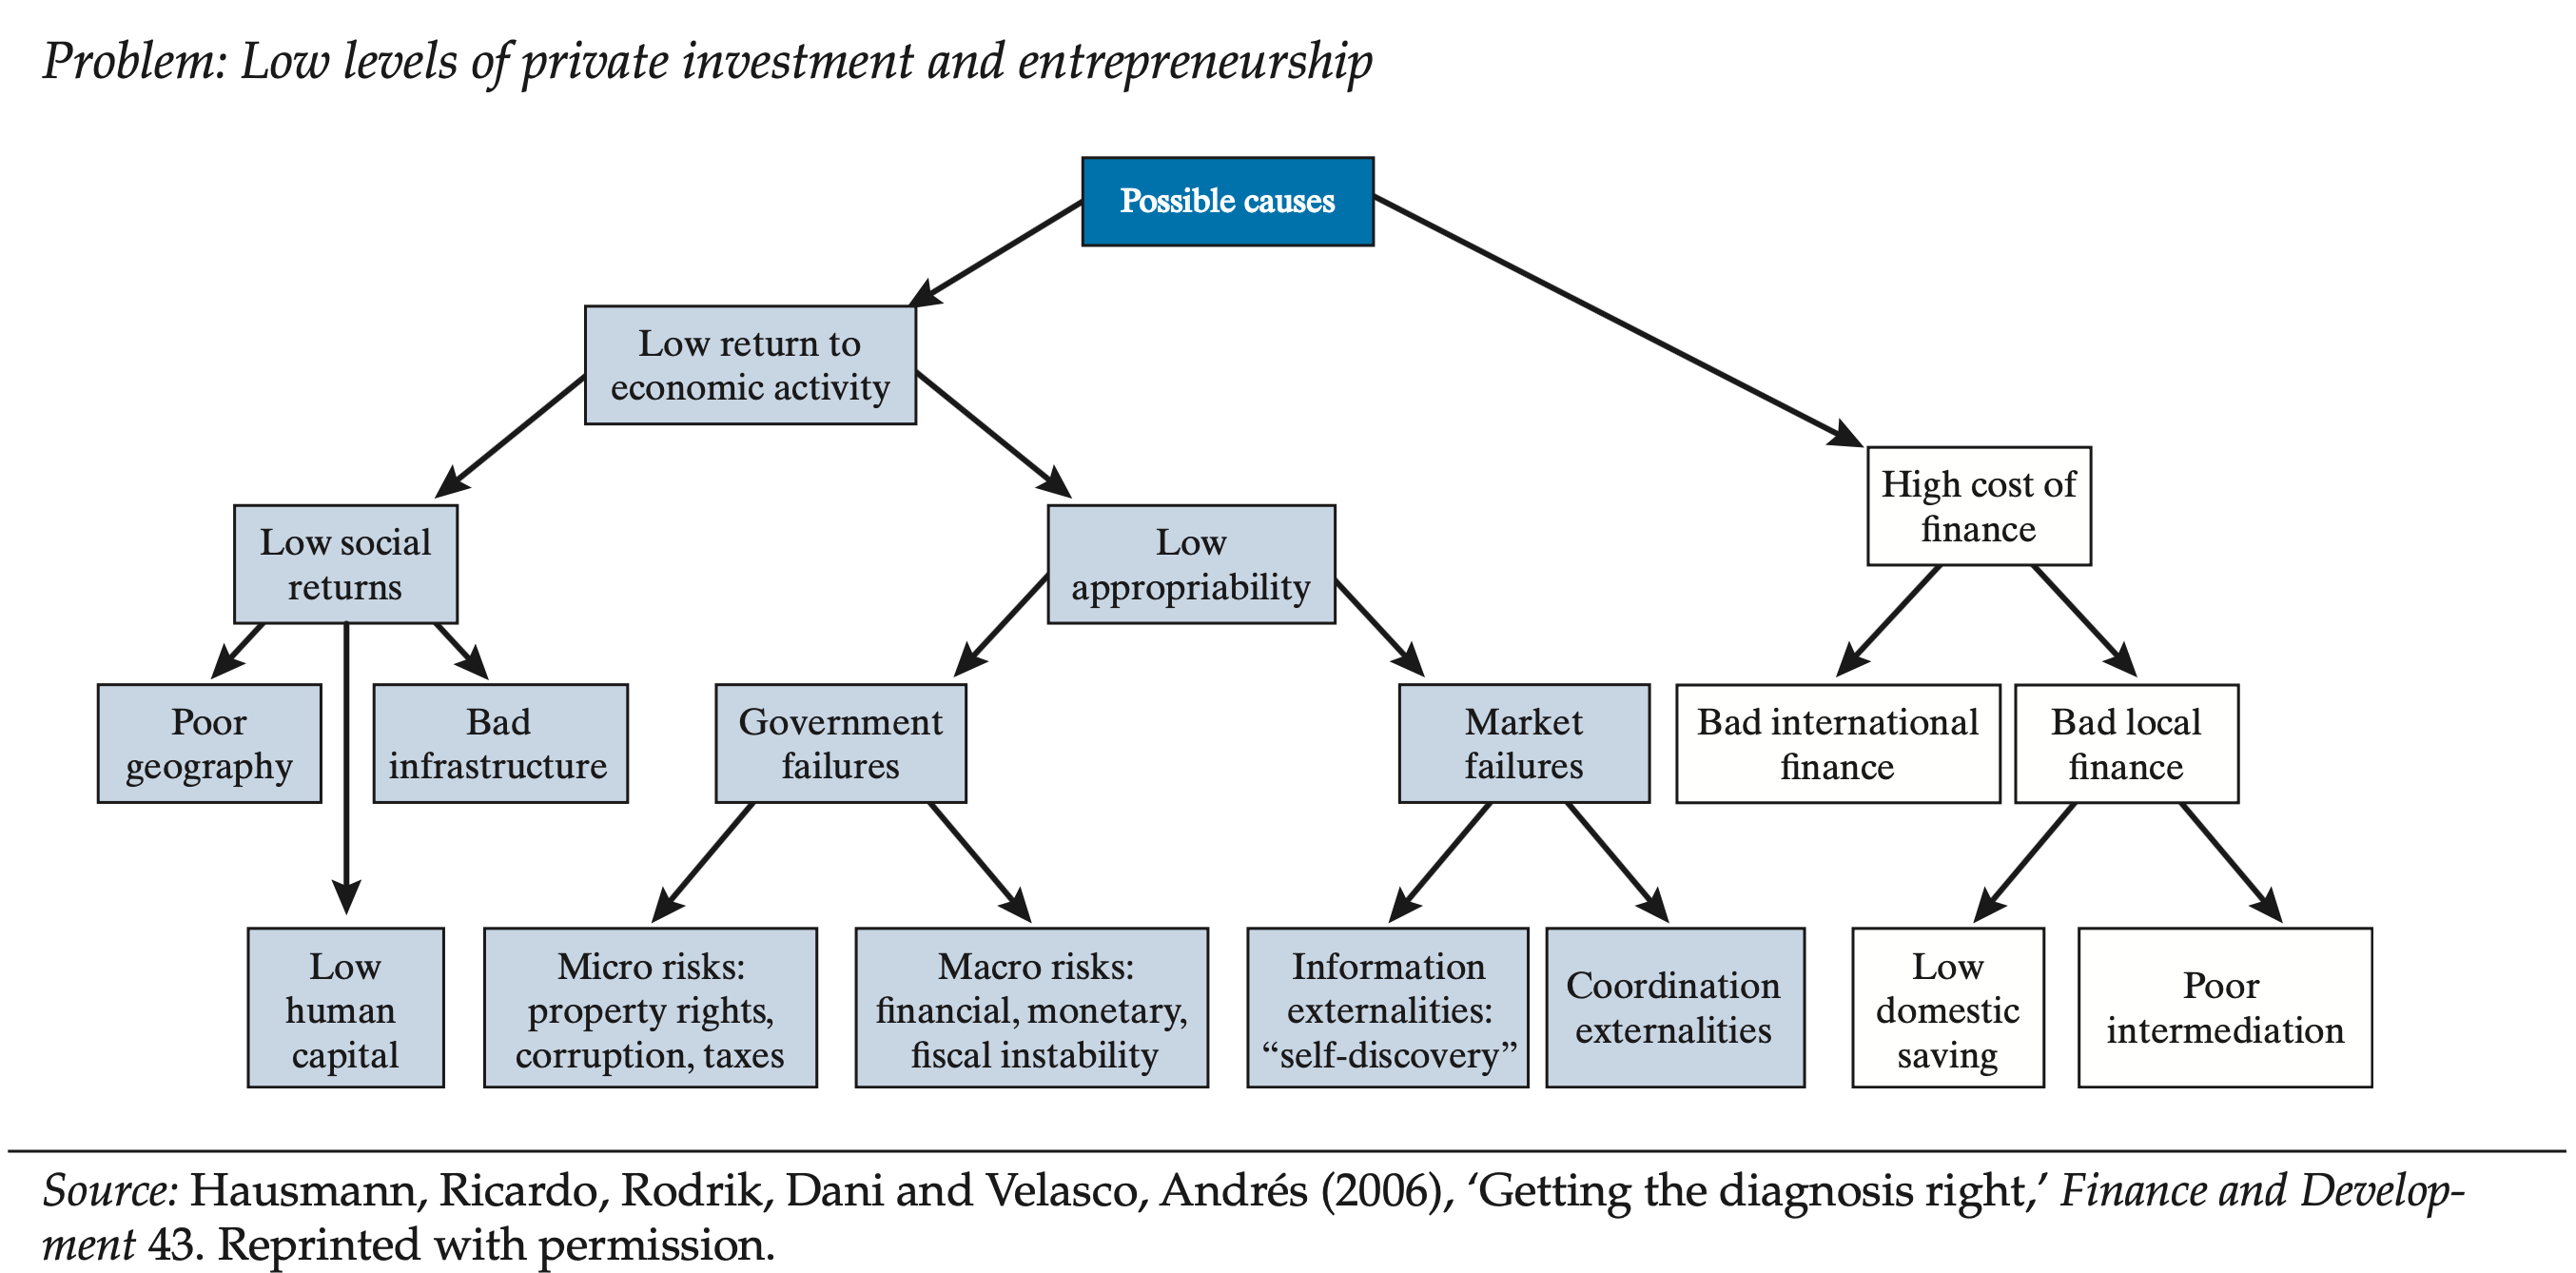 Problem: Low levels of private investment and entrepreneurship
Possible causes
Low return to
economic activity
High cost of
finance
Low social
returns
Low
appropriability
Poor
geography
Bad
infrastructure
Government
failures
Market
failures
Bad international
finance
Bad local
finance
Low
human
capital
Micro risks:
property rights,
corruption, taxes
Macro risks:
financial, monetary,
fiscal instability
Information
externalities:
“self-discovery”
Coordination
externalities
Low
domestic
saving
Poor
intermediation
Source: Hausmann, Ricardo, Rodrik, Dani and Velasco, Andrés (2006), ‘Getting the diagnosis right,’ Finance and Develop-
ment 43. Reprinted with permission.